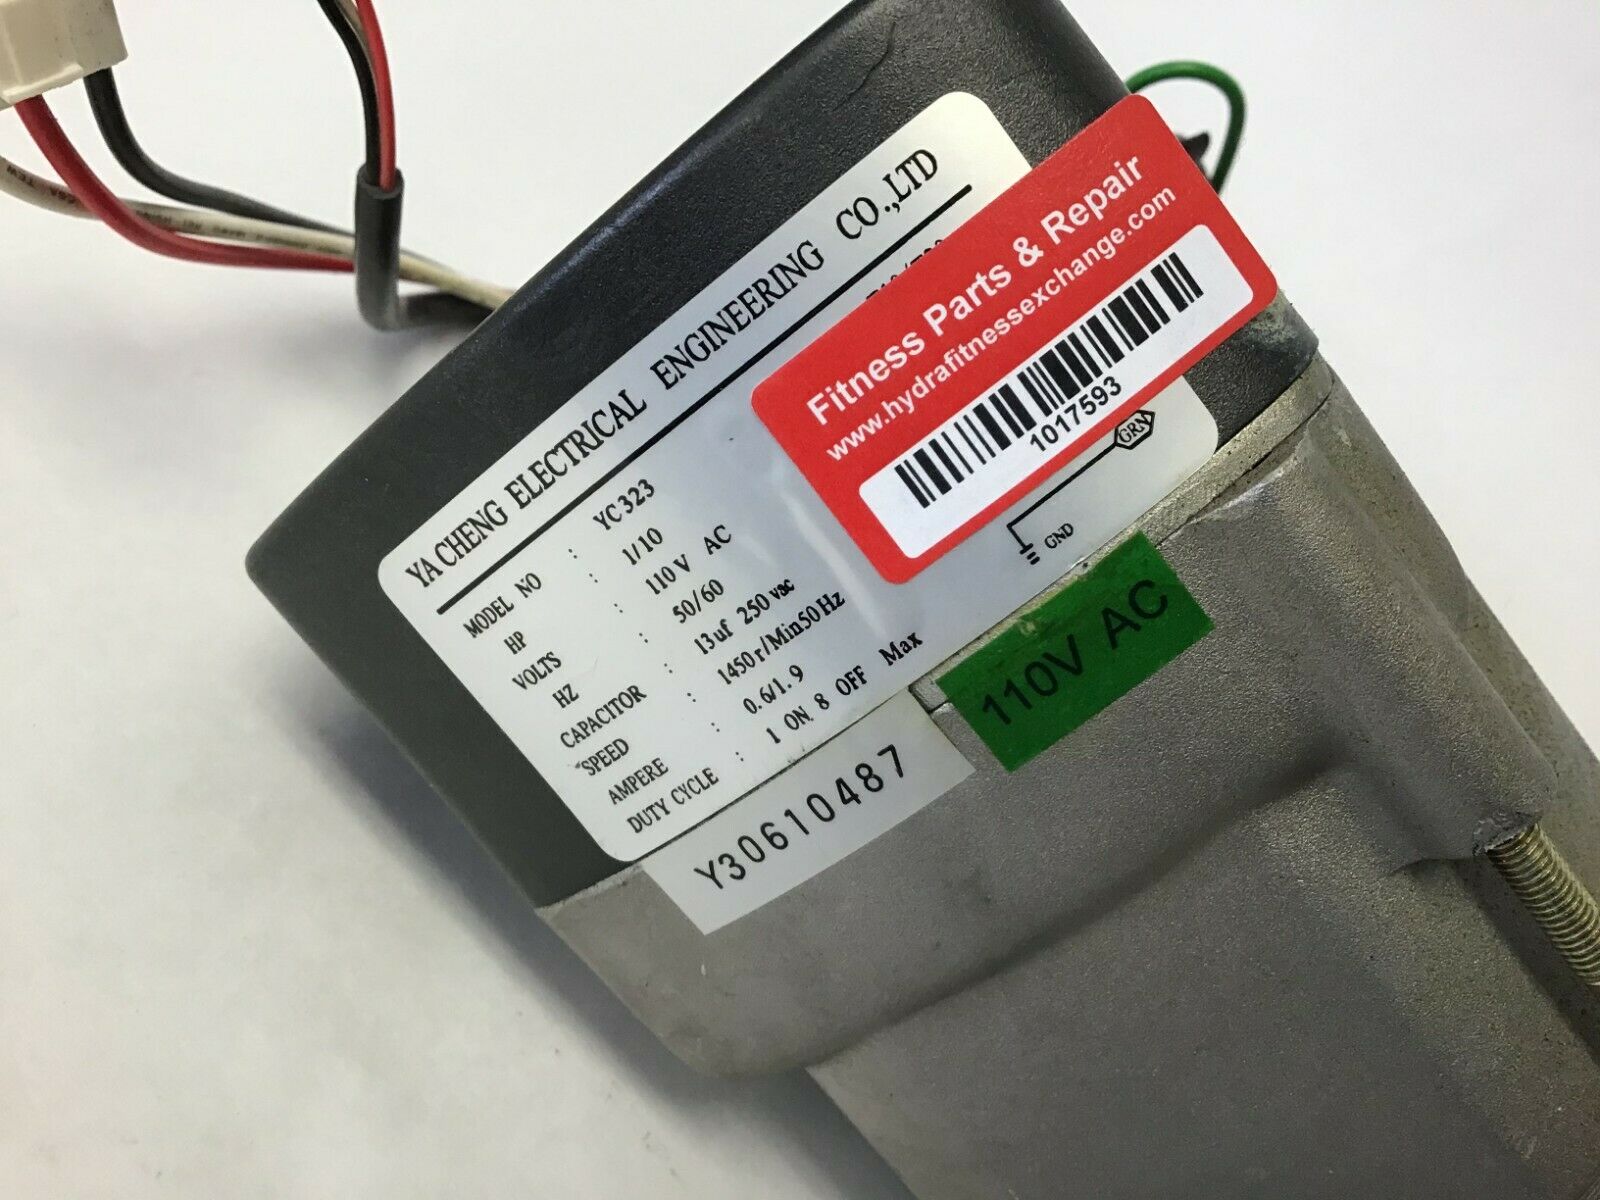 YA CHENG ELECTRICAL ENGINEERING CO.,LTD
MODEL NO : YC323
HP : 1/10
VOLTS : 110V AC
HZ : 50/60
CAPACITOR : 13uf 250vac
SPEED : 1450r/Min50Hz
AMPERE : 0.6/1.9
DUTY CYCLE : 1 ON 8 OFF Max
GRN
GND
Fitness Parts & Repair
www.hydrafitnessexchange.com
1017593
110V AC
Y30610487